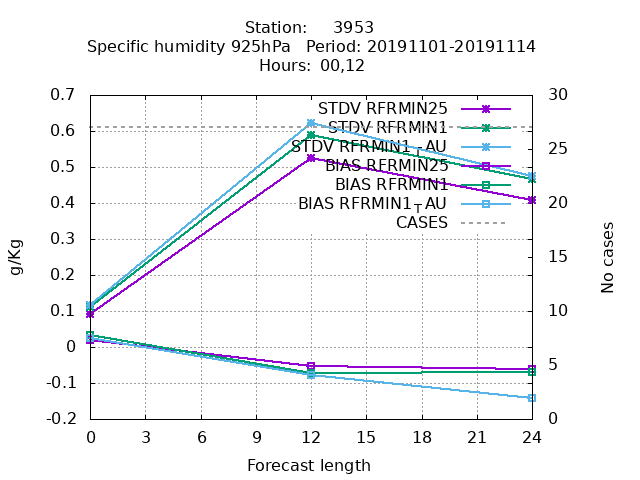 Station: 3953
Specific humidity 925hPa Period: 20191101-20191114
Hours: 00,12
0.7
0.6
0.5
0.4
0.3
0.2
0.1
0
-0.1
-0.2
g/Kg
30
25
20
15
10
5
0
No cases
STDV RFRMIN25
STDV RFRMIN1
STDV RFRMIN1_TAU
BIAS RFRMIN25
BIAS RFRMIN1
BIAS RFRMIN1_TAU
CASES
0 3 6 9 12 15 18 21 24
Forecast length